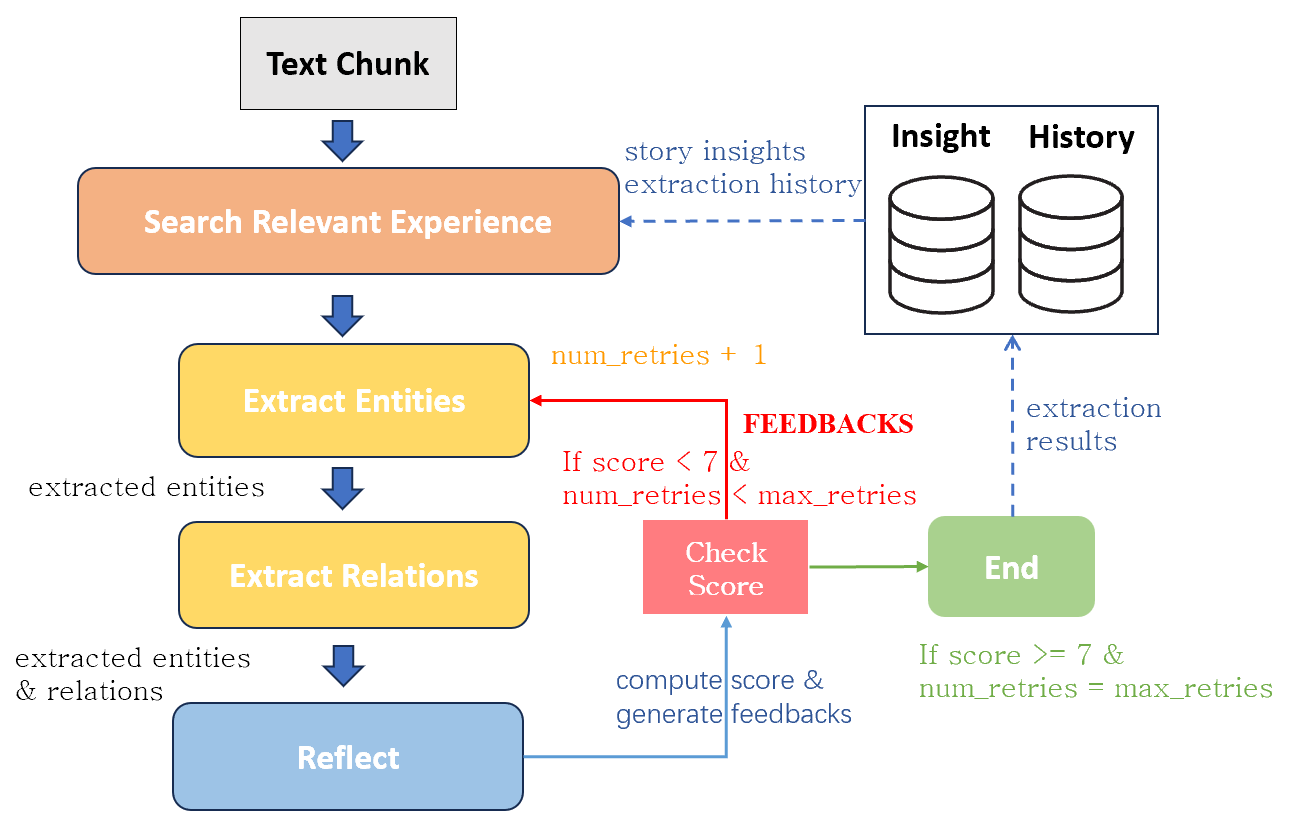 Text Chunk
Insight
History
story insights
extraction history
Search Relevant Experience
num_retries + 1
Extract Entities
FEEDBACKS
extraction
results
If score < 7 &
num_retries < max_retries
extracted entities
Check
Score
End
Extract Relations
extracted entities
& relations
If score >= 7 &
num_retries = max_retries
compute score &
generate feedbacks
Reflect